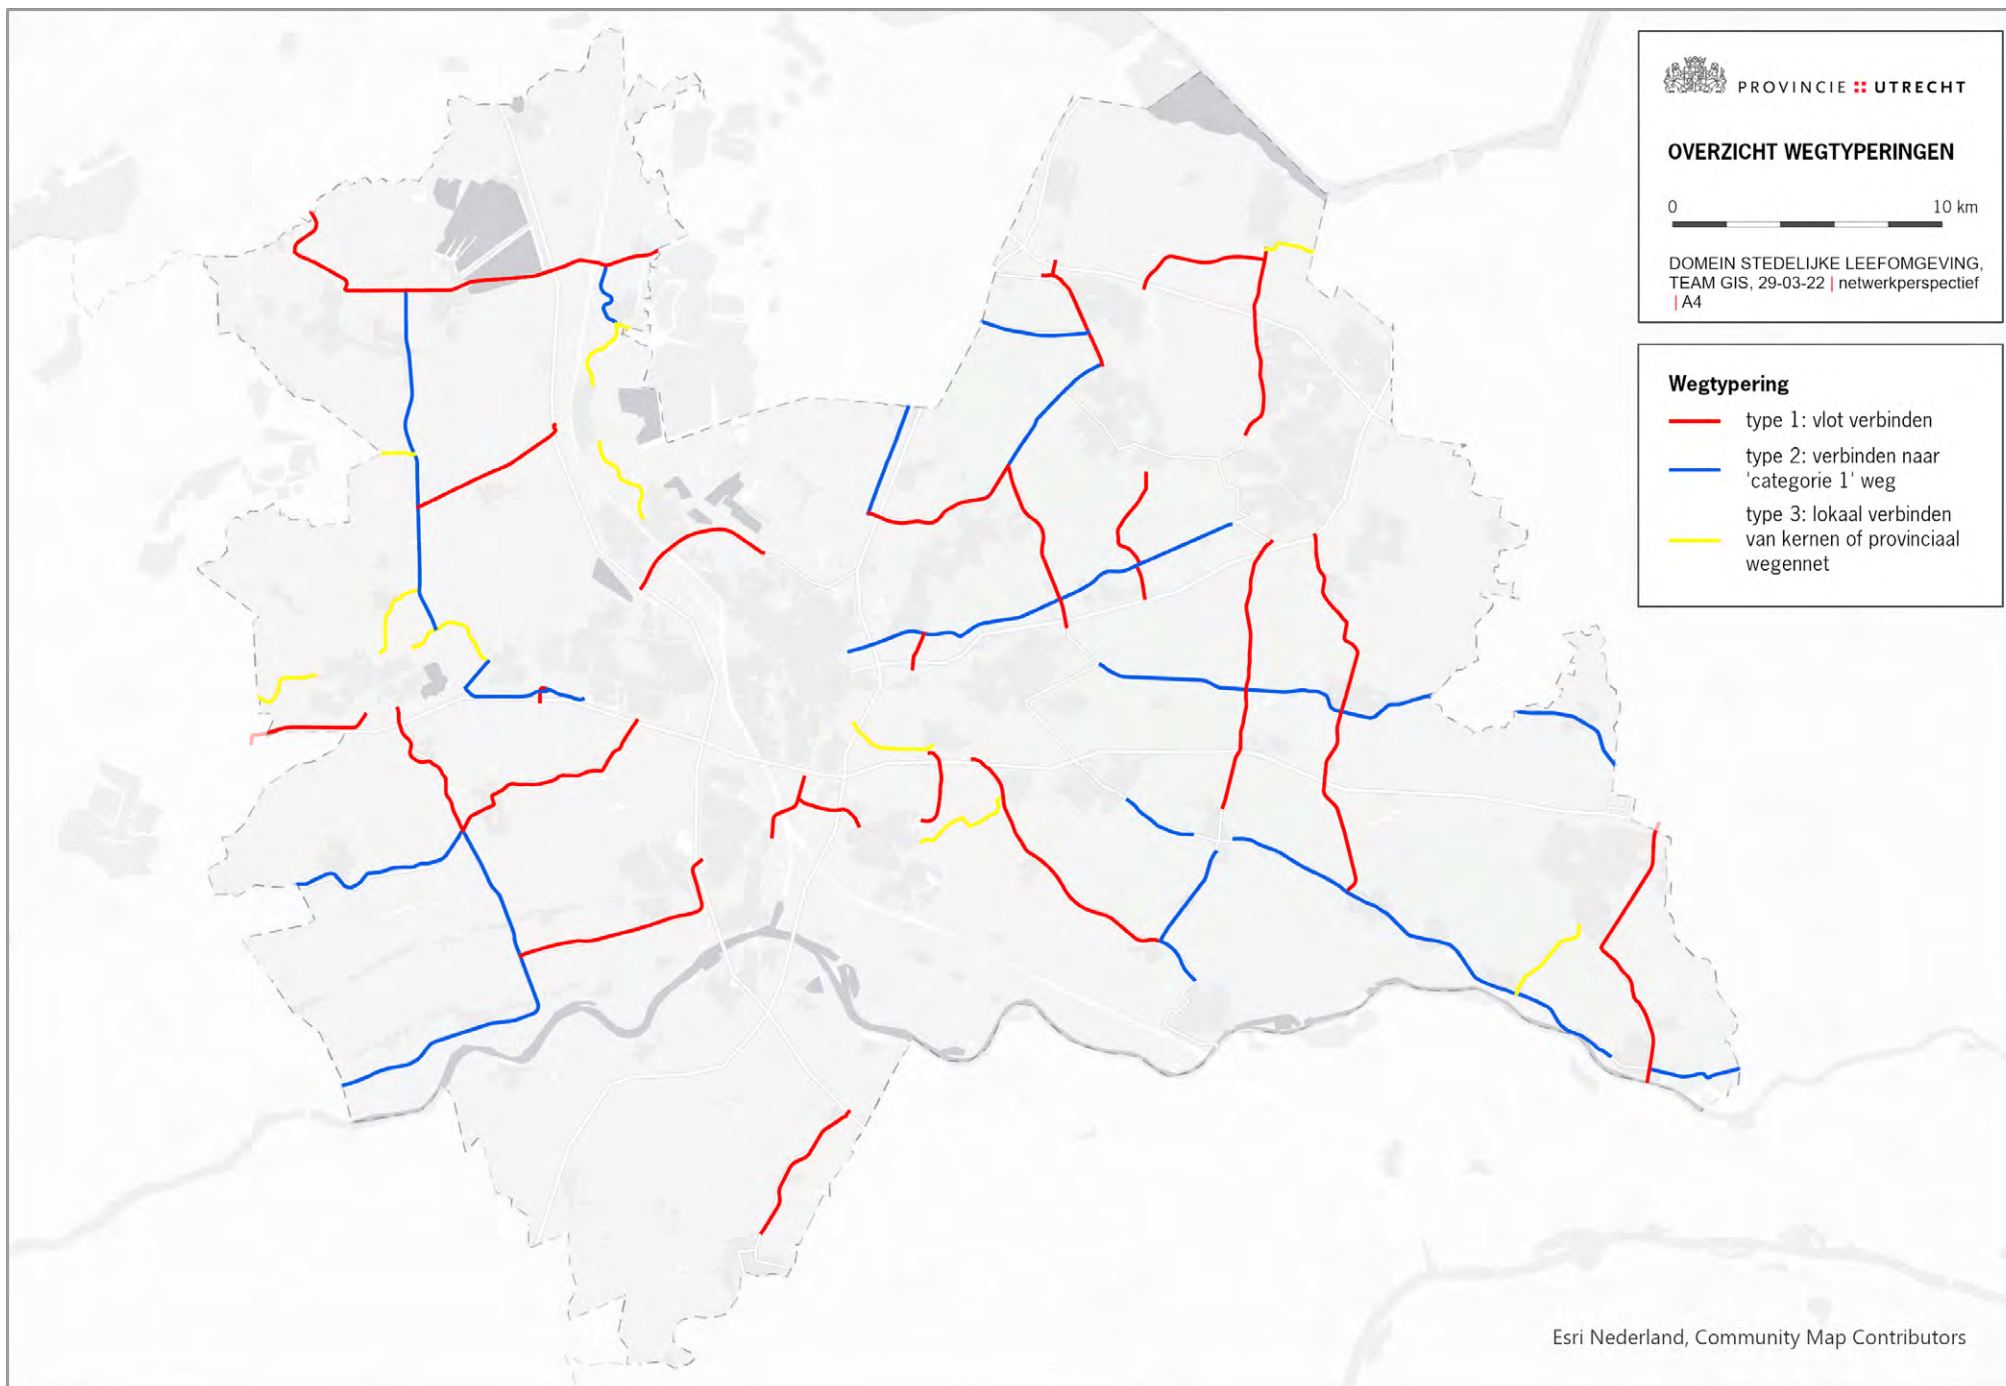 PROVINCIE :: UTRECHT
OVERZICHT WEGTYPERINGEN
0 10 km
DOMEIN STEDELIJKE LEEFOMGEVING,
TEAM GIS, 29-03-22 | netwerkperspectief
| A4
Wegtypering
type 1: vlot verbinden
type 2: verbinden naar
'categorie 1' weg
type 3: lokaal verbinden
van kernen of provinciaal
wegennet
Esri Nederland, Community Map Contributors